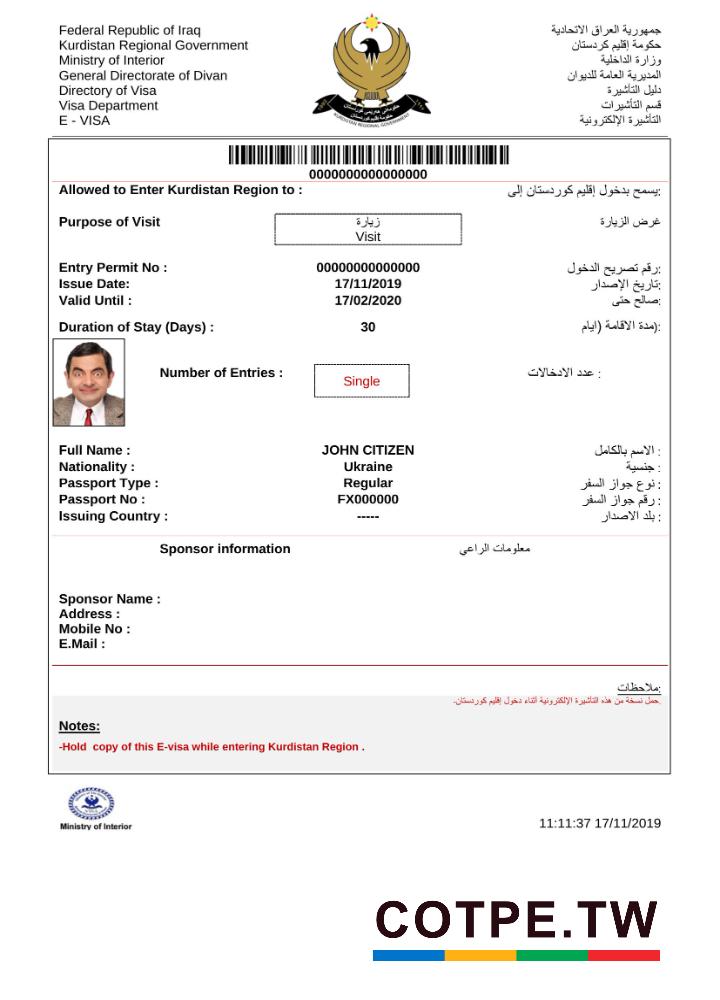 Federal Republic of Iraq
Kurdistan Regional Government
Ministry of Interior
General Directorate of Divan
Directory of Visa
Visa Department
E - VISA
جمهورية العراق الاتحادية
حكومة إقليم كردستان
وزارة الداخلية
المديرية العامة للديوان
دليل التأشيرة
قسم التأشيرات
التأشيرة الإلكترونية
KURDISTAN REGIONAL GOVERNMENT
0000000000000000
Allowed to Enter Kurdistan Region to : يسمح بدخول إقليم كوردستان إلى:
Purpose of Visit زيارة غرض الزيارة
Visit
Entry Permit No : 00000000000000 رقم تصريح الدخول:
Issue Date: 17/11/2019 تاريخ الإصدار:
Valid Until : 17/02/2020 صالح حتى:
Duration of Stay (Days) : 30 مدة الاقامة (ايام):
Number of Entries : Single عدد الادخالات :
Full Name : JOHN CITIZEN الاسم بالكامل :
Nationality : Ukraine جنسية :
Passport Type : Regular نوع جواز السفر :
Passport No : FX000000 رقم جواز السفر :
Issuing Country : ----- بلد الاصدار :
Sponsor information معلومات الراعي
Sponsor Name :
Address :
Mobile No :
E.Mail :
ملاحظات:
حمل نسخة من هذه التأشيرة الإلكترونية أثناء دخول إقليم كوردستان.
Notes:
-Hold copy of this E-visa while entering Kurdistan Region .
Ministry of Interior
11:11:37 17/11/2019
COTPE.TW